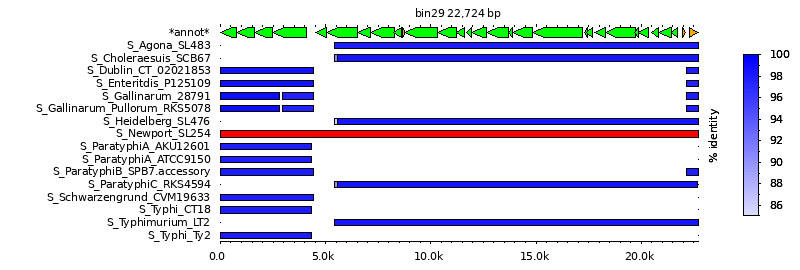 bin29 22,724 bp
*annot*
S_Agona_SL483
S_Choleraesuis_SCB67
S_Dublin_CT_02021853
S_Enteritdis_P125109
S_Gallinarum_28791
S_Gallinarum_Pullorum_RKS5078
S_Heidelberg_SL476
S_Newport_SL254
S_ParatyphiA_AKU12601
S_ParatyphiA_ATCC9150
S_ParatyphiB_SPB7.accessory
S_ParatyphiC_RKS4594
S_Schwarzengrund_CVM19633
S_Typhi_CT18
S_Typhimurium_LT2
S_Typhi_Ty2
0.0 5.0k 10.0k 15.0k 20.0k
% identity
100
98
96
94
92
90
88
86